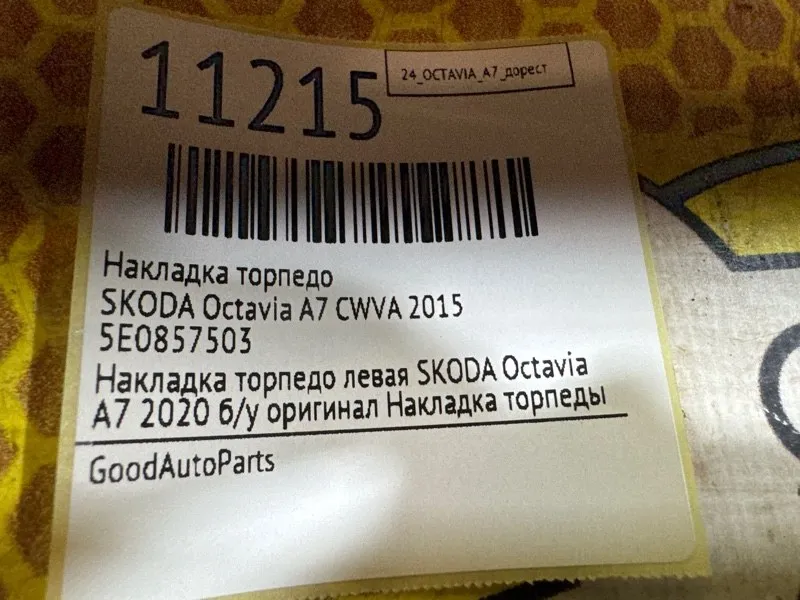 11215
24_OCTAVIA_A7_дорест
Накладка торпедо
SKODA Octavia A7 CWVA 2015
5E0857503
Накладка торпедо левая SKODA Octavia
A7 2020 б/у оригинал Накладка торпеды
GoodAutoParts